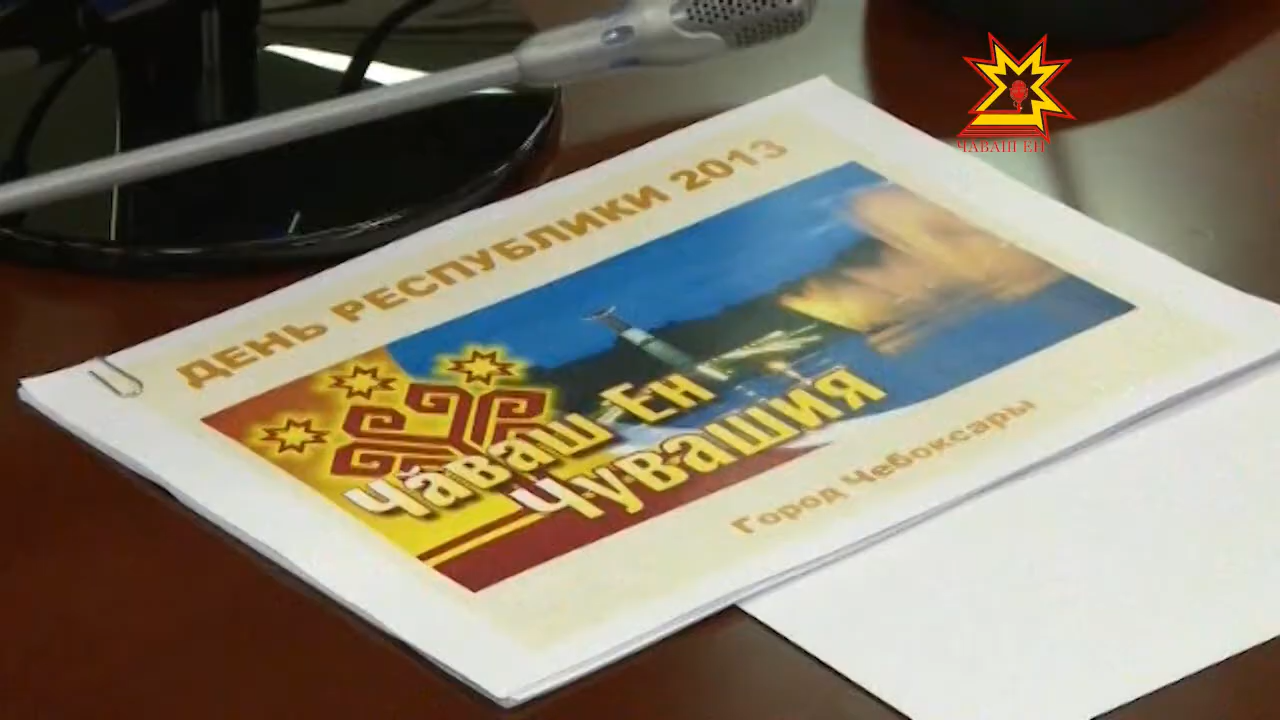 ЧĂВАШ ЕН
ДЕНЬ РЕСПУБЛИКИ 2013
Чăваш Ен
Чувашия
Город Чебоксары